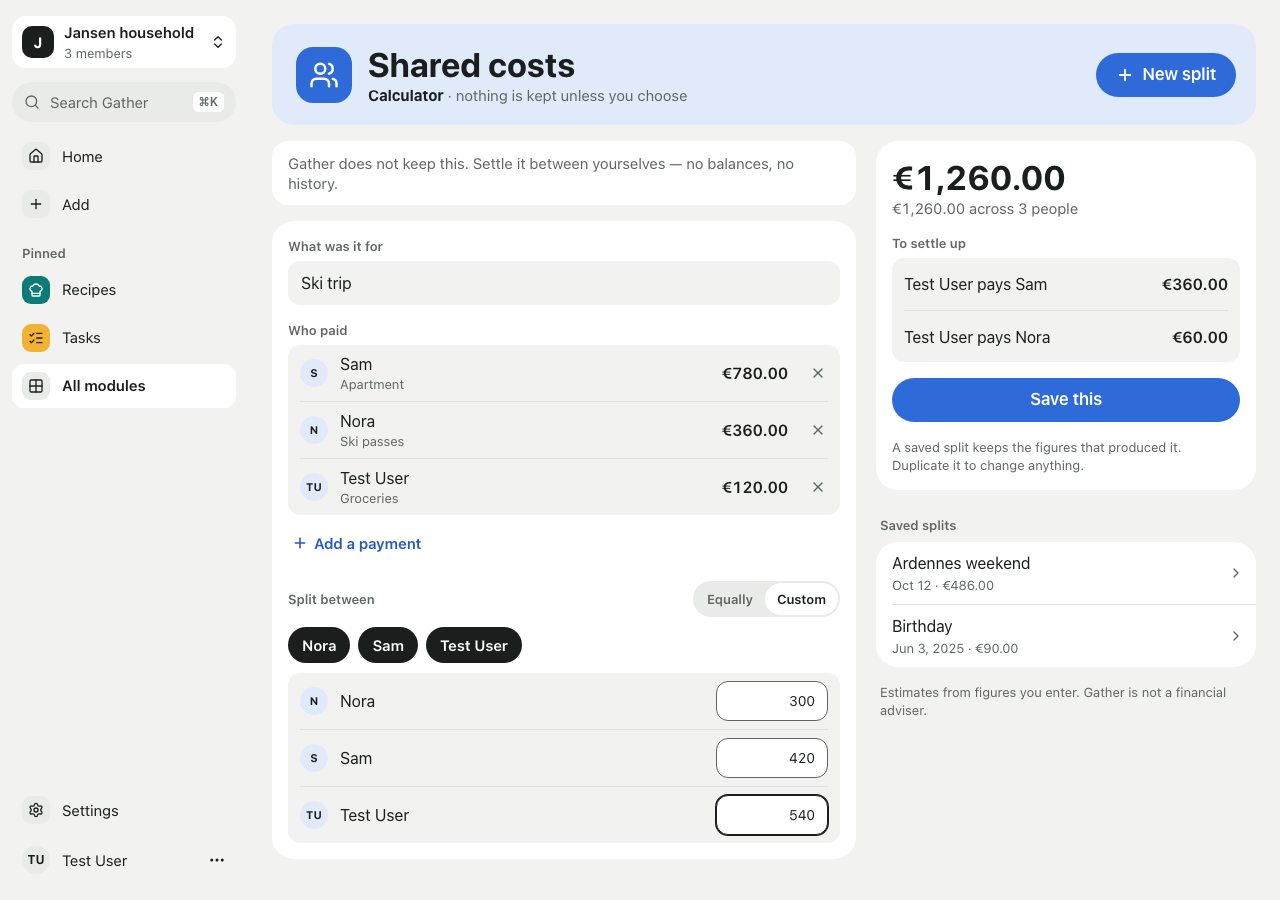 J
Jansen household
3 members
Search Gather
⌘K
Home
Add
Pinned
Recipes
Tasks
All modules
Settings
TU
Test User
Shared costs
Calculator · nothing is kept unless you choose
New split
Gather does not keep this. Settle it between yourselves — no balances, no
history.
What was it for
Ski trip
Who paid
S
Sam
Apartment
€780.00
N
Nora
Ski passes
€360.00
TU
Test User
Groceries
€120.00
Add a payment
Split between
Equally
Custom
Nora
Sam
Test User
N
Nora
300
S
Sam
420
TU
Test User
540
€1,260.00
€1,260.00 across 3 people
To settle up
Test User pays Sam
€360.00
Test User pays Nora
€60.00
Save this
A saved split keeps the figures that produced it.
Duplicate it to change anything.
Saved splits
Ardennes weekend
Oct 12 · €486.00
Birthday
Jun 3, 2025 · €90.00
Estimates from figures you enter. Gather is not a financial
adviser.